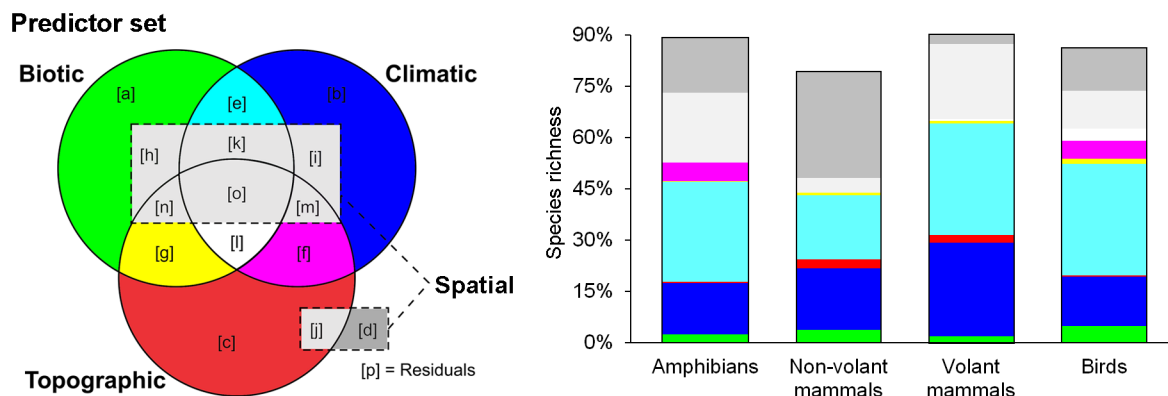 Predictor set
Biotic
Climatic
[a]
[e]
[b]
[h]
[k]
[i]
[o]
[n]
[m]
[g]
[l]
[f]
Spatial
[c]
[j]
[d]
[p] = Residuals
Topographic
Species richness
90%
75%
60%
45%
30%
15%
0%
Amphibians
Non-volant
mammals
Volant
mammals
Birds